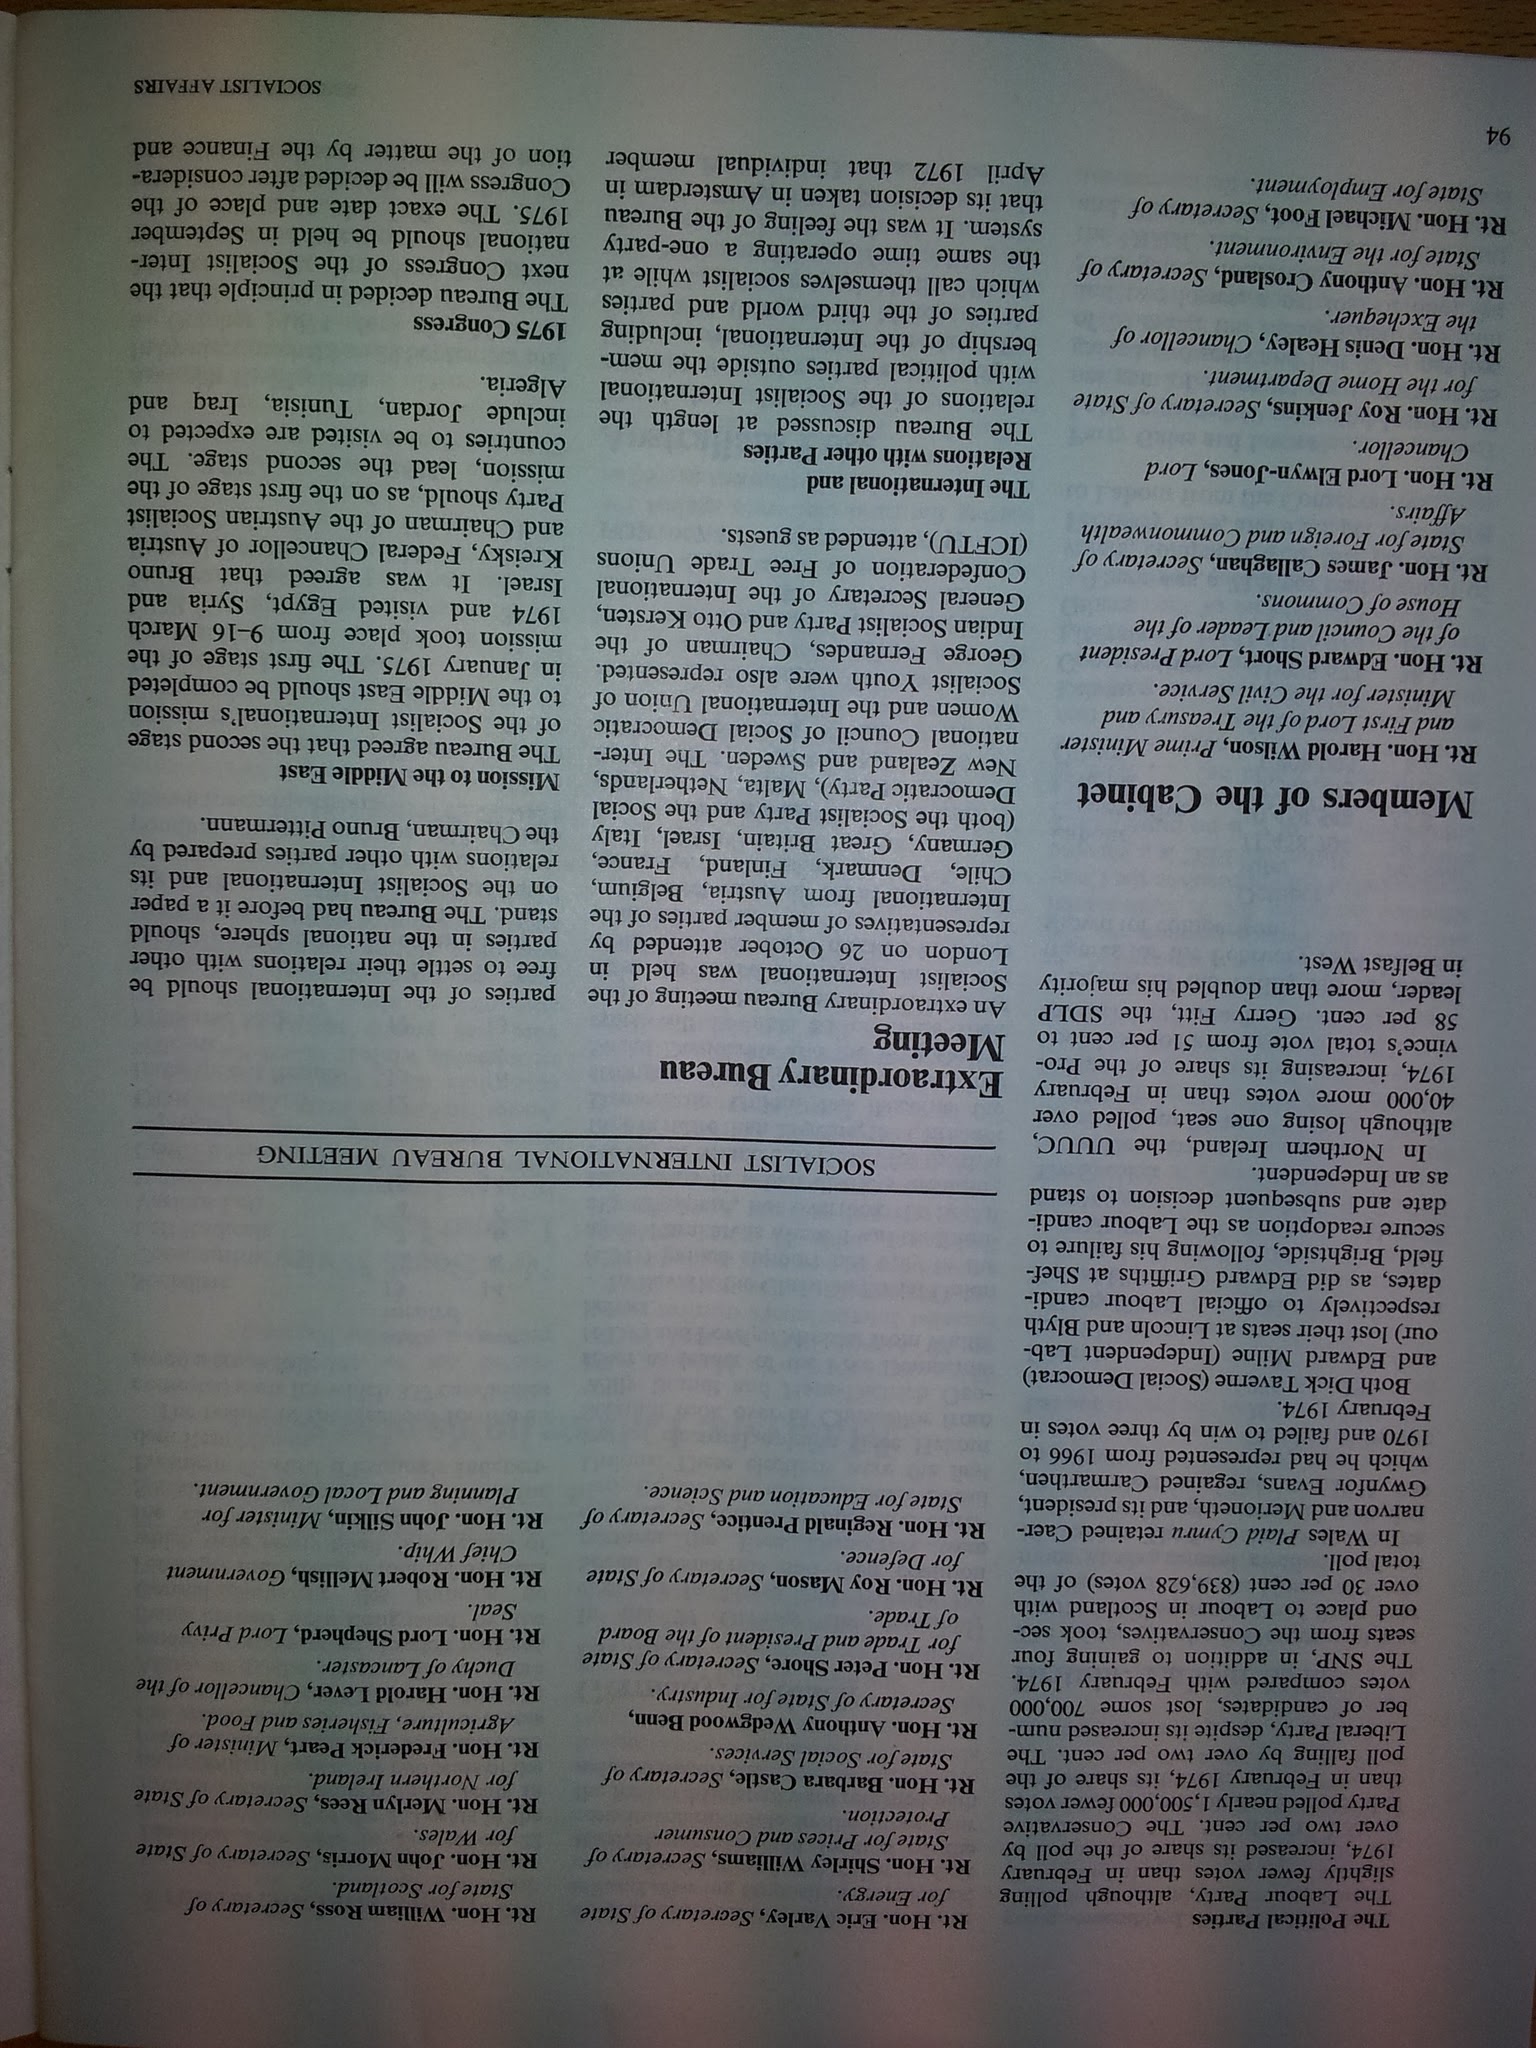 The Political Parties
The Labour Party, although polling
slightly fewer votes than in February
1974, increased its share of the poll by
over two per cent. The Conservative
Party polled nearly 1,500,000 fewer votes
than in February 1974, its share of the
poll falling by over two per cent. The
Liberal Party, despite its increased num-
ber of candidates, lost some 700,000
votes compared with February 1974.
The SNP, in addition to gaining four
seats from the Conservatives, took sec-
ond place to Labour in Scotland with
over 30 per cent (839,628 votes) of the
total poll.
In Wales Plaid Cymru retained Caer-
narvon and Merioneth, and its president,
Gwynfor Evans, regained Carmarthen,
which he had represented from 1966 to
1970 and failed to win by three votes in
February 1974.
Both Dick Taverne (Social Democrat)
and Edward Milne (Independent Lab-
our) lost their seats at Lincoln and Blyth
respectively to official Labour candi-
dates, as did Edward Griffiths at Shef-
field, Brightside, following his failure to
secure readoption as the Labour candi-
date and subsequent decision to stand
as an Independent.
In Northern Ireland, the UUUC,
although losing one seat, polled over
40,000 more votes than in February
1974, increasing its share of the Pro-
vince's total vote from 51 per cent to
58 per cent. Gerry Fitt, the SDLP
leader, more than doubled his majority
in Belfast West.
Members of the Cabinet
Rt. Hon. Harold Wilson, Prime Minister
and First Lord of the Treasury and
Minister for the Civil Service.
Rt. Hon. Edward Short, Lord President
of the Council and Leader of the
House of Commons.
Rt. Hon. James Callaghan, Secretary of
State for Foreign and Commonwealth
Affairs.
Rt. Hon. Lord Elwyn-Jones, Lord
Chancellor.
Rt. Hon. Roy Jenkins, Secretary of State
for the Home Department.
Rt. Hon. Denis Healey, Chancellor of
the Exchequer.
Rt. Hon. Anthony Crosland, Secretary of
State for the Environment.
Rt. Hon. Michael Foot, Secretary of
State for Employment.
Rt. Hon. Eric Varley, Secretary of State
for Energy.
Rt. Hon. Shirley Williams, Secretary of
State for Prices and Consumer
Protection.
Rt. Hon. Barbara Castle, Secretary of
State for Social Services.
Rt. Hon. Anthony Wedgwood Benn,
Secretary of State for Industry.
Rt. Hon. Peter Shore, Secretary of State
for Trade and President of the Board
of Trade.
Rt. Hon. Roy Mason, Secretary of State
for Defence.
Rt. Hon. Reginald Prentice, Secretary of
State for Education and Science.
Rt. Hon. William Ross, Secretary of
State for Scotland.
Rt. Hon. John Morris, Secretary of State
for Wales.
Rt. Hon. Merlyn Rees, Secretary of State
for Northern Ireland.
Rt. Hon. Frederick Peart, Minister of
Agriculture, Fisheries and Food.
Rt. Hon. Harold Lever, Chancellor of the
Duchy of Lancaster.
Rt. Hon. Lord Shepherd, Lord Privy
Seal.
Rt. Hon. Robert Mellish, Government
Chief Whip.
Rt. Hon. John Silkin, Minister for
Planning and Local Government.
SOCIALIST INTERNATIONAL BUREAU MEETING
Extraordinary Bureau
Meeting
An extraordinary Bureau meeting of the
Socialist International was held in
London on 26 October attended by
representatives of member parties of the
International from Austria, Belgium,
Chile, Denmark, Finland, France,
Germany, Great Britain, Israel, Italy
(both the Socialist Party and the Social
Democratic Party), Malta, Netherlands,
New Zealand and Sweden. The Inter-
national Council of Social Democratic
Women and the International Union of
Socialist Youth were also represented.
George Fernandes, Chairman of the
Indian Socialist Party and Otto Kersten,
General Secretary of the International
Confederation of Free Trade Unions
(ICFTU), attended as guests.
The International and
Relations with other Parties
The Bureau discussed at length the
relations of the Socialist International
with political parties outside the mem-
bership of the International, including
parties of the third world and parties
which call themselves socialist while at
the same time operating a one-party
system. It was the feeling of the Bureau
that its decision taken in Amsterdam in
April 1972 that individual member
parties of the International should be
free to settle their relations with other
parties in the national sphere, should
stand. The Bureau had before it a paper
on the Socialist International and its
relations with other parties prepared by
the Chairman, Bruno Pittermann.
Mission to the Middle East
The Bureau agreed that the second stage
of the Socialist International's mission
to the Middle East should be completed
in January 1975. The first stage of the
mission took place from 9–16 March
1974 and visited Egypt, Syria and
Israel. It was agreed that Bruno
Kreisky, Federal Chancellor of Austria
and Chairman of the Austrian Socialist
Party should, as on the first stage of the
mission, lead the second stage. The
countries to be visited are expected to
include Jordan, Tunisia, Iraq and
Algeria.
1975 Congress
The Bureau decided in principle that the
next Congress of the Socialist Inter-
national should be held in September
1975. The exact date and place of the
Congress will be decided after considera-
tion of the matter by the Finance and
94
SOCIALIST AFFAIRS